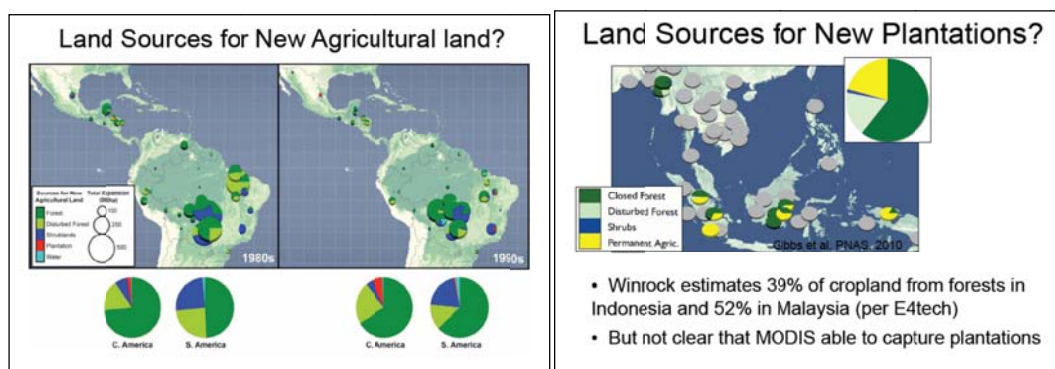 Land Sources for New Agricultural land?
Sources for New Agricultural Land
Total Expansion
Forest
Disturbed Forest
Shrublands
Plantation
Water
100
250
500
1980s
1990s
C. America
S. America
C. America
S. America
Land Sources for New Plantations?
Closed Forest
Disturbed Forest
Shrubs
Permanent Agric.
Gibbs et al. PNAS, 2010
• Winrock estimates 39% of cropland from forests in
Indonesia and 52% in Malaysia (per E4tech)
• But not clear that MODIS able to capture plantations